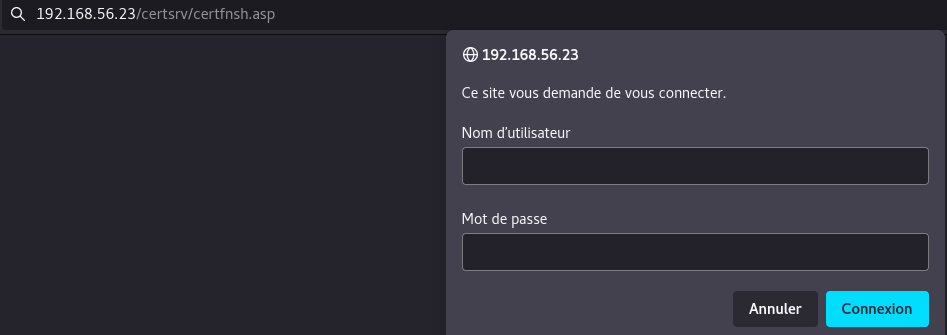 192.168.56.23/certsrv/certfnsh.asp
192.168.56.23
Ce site vous demande de vous connecter.
Nom d'utilisateur
Mot de passe
Annuler Connexion